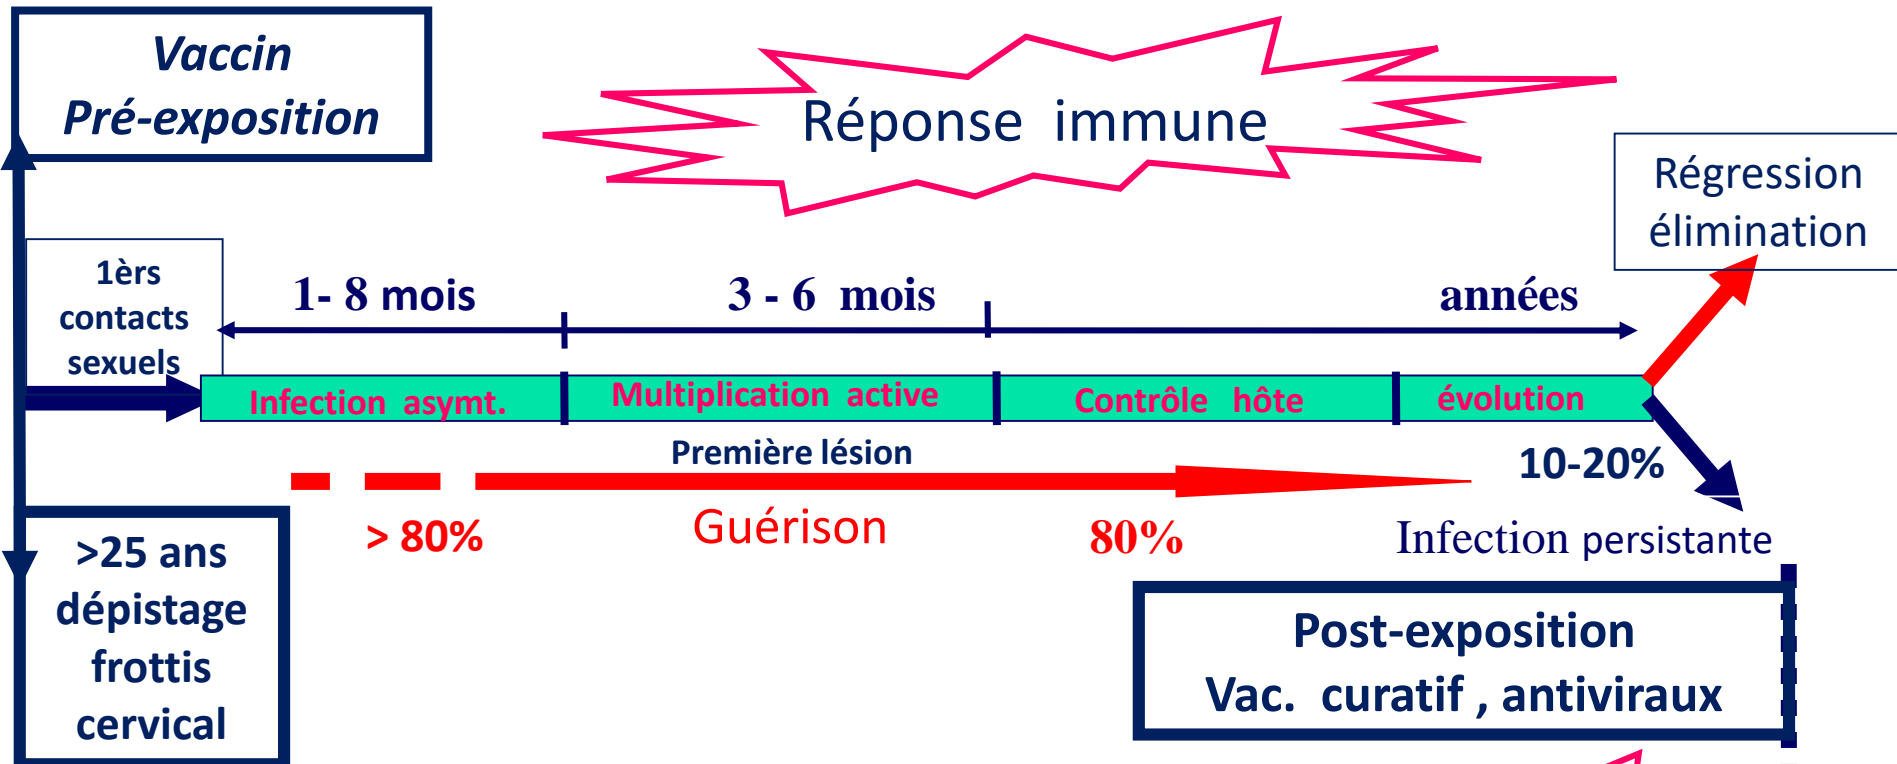 Vaccin
Pré-exposition
Réponse immune
Régression
élimination
1èrs
contacts
sexuels
1- 8 mois
3 - 6 mois
années
Infection asymt.
Multiplication active
Contrôle hôte
évolution
Première lésion
10-20%
> 80%
Guérison
80%
Infection persistante
>25 ans
dépistage
frottis
cervical
Post-exposition
Vac. curatif , antiviraux